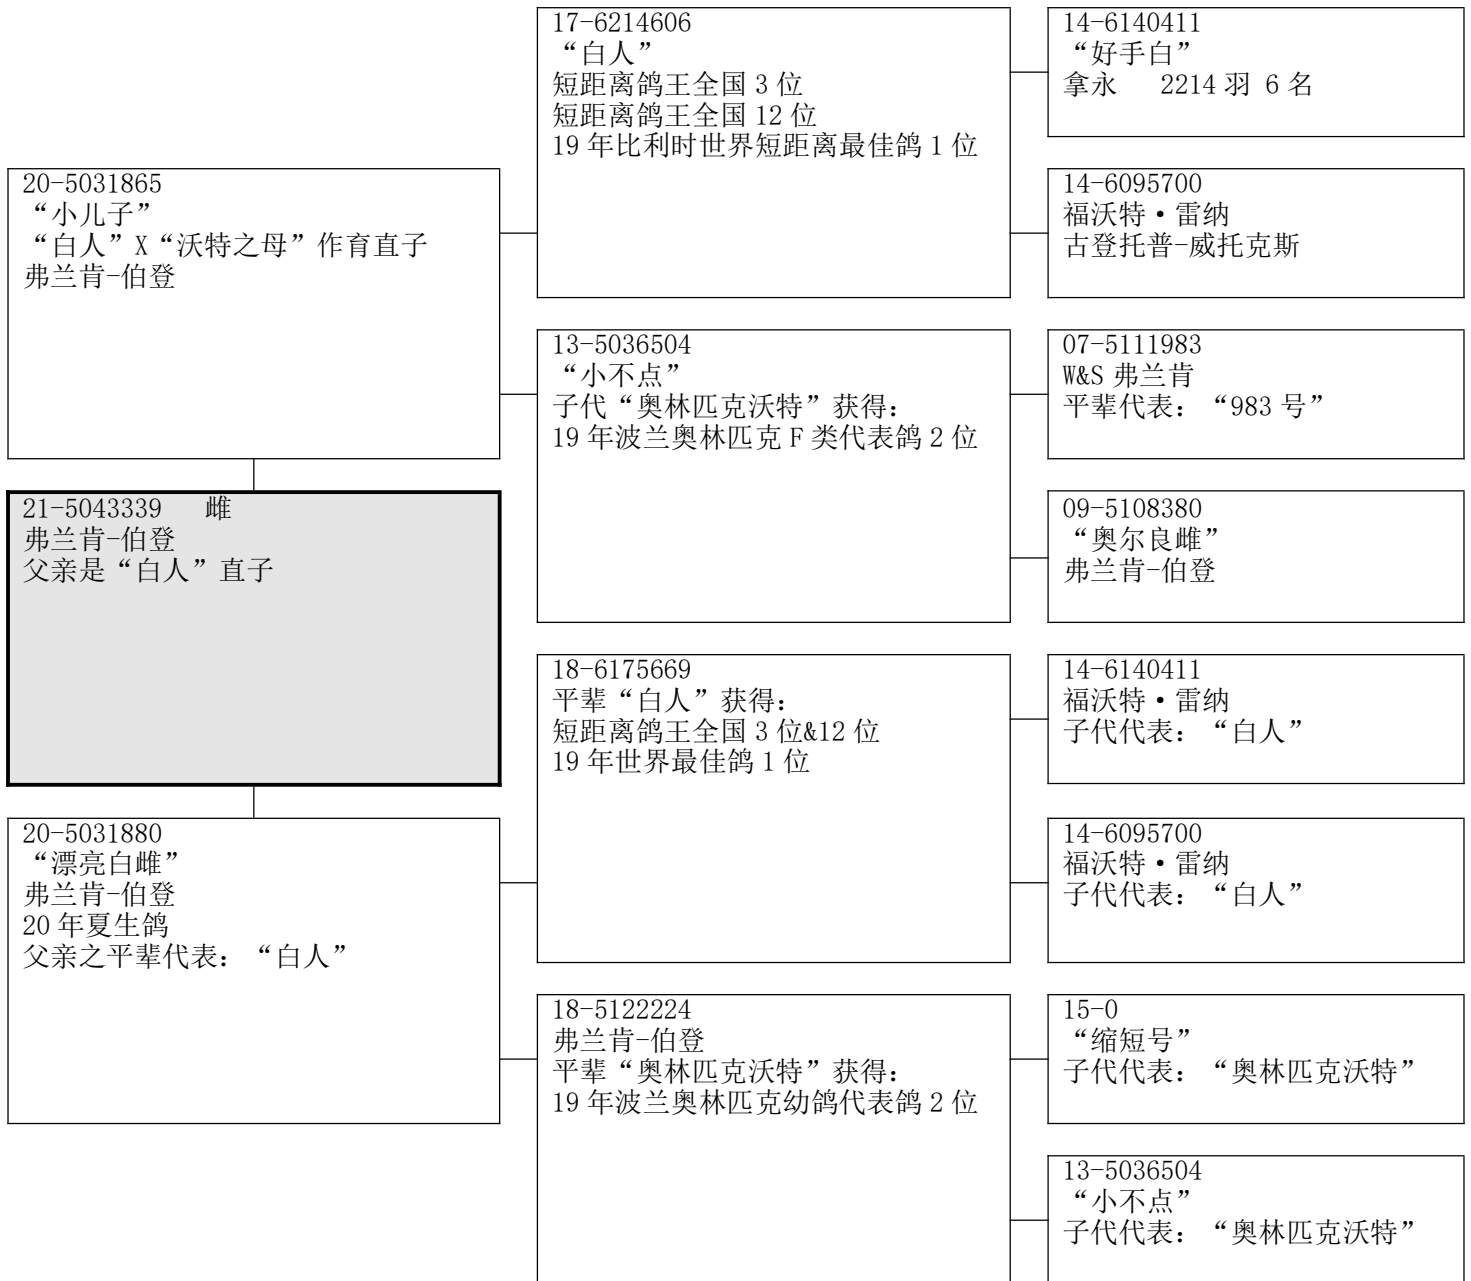 20-5031865
“小儿子”
“白人”X“沃特之母”作育直子
弗兰肯-伯登
21-5043339 雌
弗兰肯-伯登
父亲是“白人”直子
20-5031880
“漂亮白雌”
弗兰肯-伯登
20年夏生鸽
父亲之平辈代表：“白人”
17-6214606
“白人”
短距离鸽王全国 3 位
短距离鸽王全国 12 位
19 年比利时世界短距离最佳鸽 1 位
13-5036504
“小不点”
子代“奥林匹克沃特”获得：
19 年波兰奥林匹克 F 类代表鸽 2 位
18-6175669
平辈“白人”获得：
短距离鸽王全国 3 位&12 位
19 年世界最佳鸽 1 位
18-5122224
弗兰肯-伯登
平辈“奥林匹克沃特”获得：
19 年波兰奥林匹克幼鸽代表鸽 2 位
14-6140411
“好手白”
拿永 2214 羽 6 名
14-6095700
福沃特·雷纳
古登托普-威托克斯
07-5111983
W&S 弗兰肯
平辈代表：“983 号”
09-5108380
“奥尔良雌”
弗兰肯-伯登
14-6140411
福沃特·雷纳
子代代表：“白人”
14-6095700
福沃特·雷纳
子代代表：“白人”
15-0
“缩短号”
子代代表：“奥林匹克沃特”
13-5036504
“小不点”
子代代表：“奥林匹克沃特”